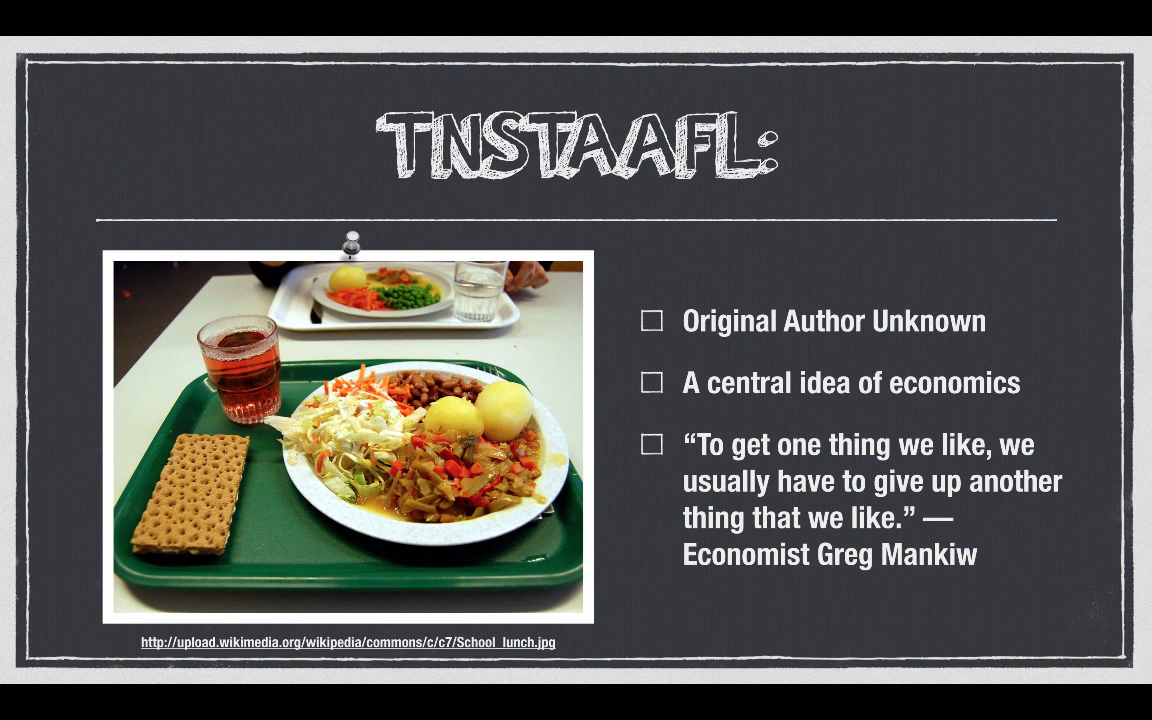 TNSTAAFL:
Original Author Unknown
A central idea of economics
“To get one thing we like, we
usually have to give up another
thing that we like.” —
Economist Greg Mankiw
http://upload.wikimedia.org/wikipedia/commons/c/c7/School_lunch.jpg